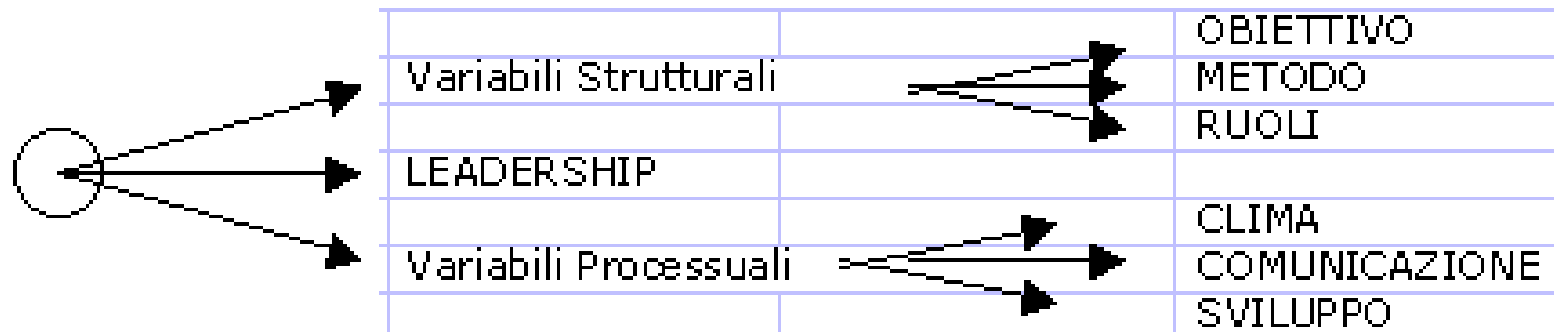 OBIETTIVO
Variabili Strutturali METODO
RUOLI
LEADERSHIP
CLIMA
Variabili Processuali COMUNICAZIONE
SVILUPPO